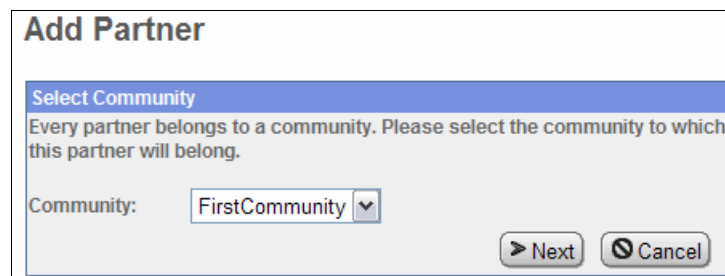 Add Partner
Select Community
Every partner belongs to a community. Please select the community to which
this partner will belong.
Community: FirstCommunity
Next Cancel